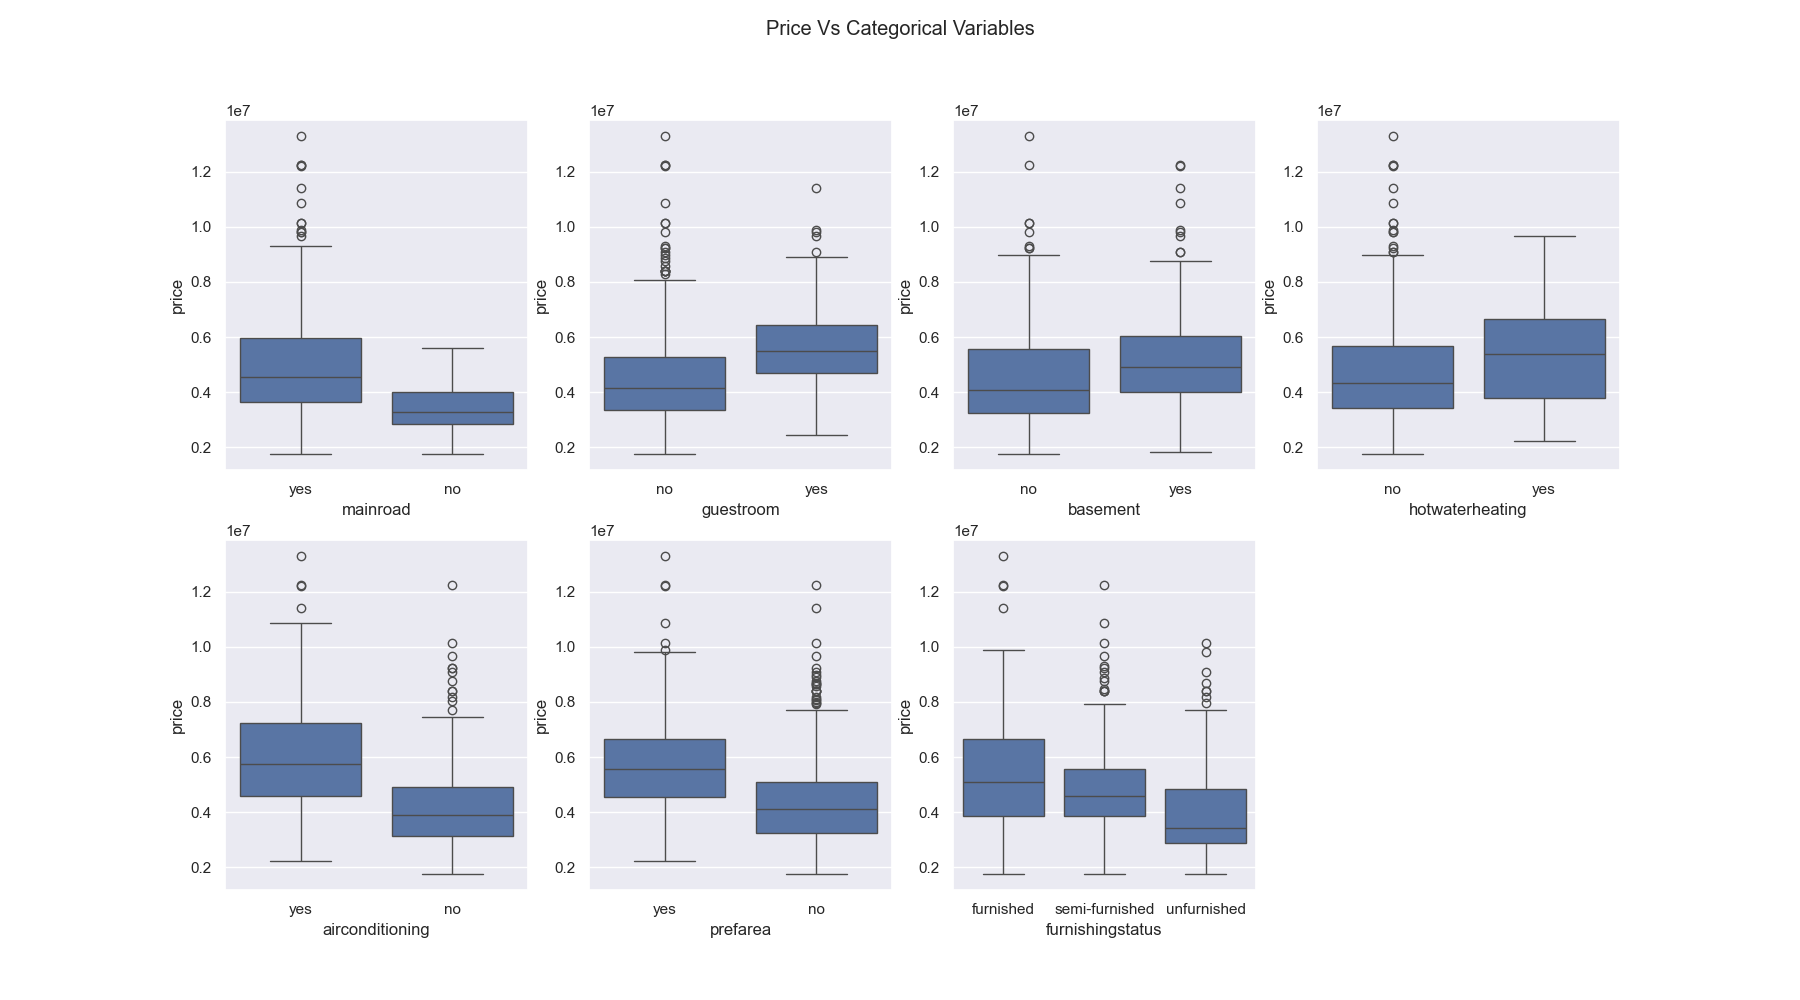 Price Vs Categorical Variables
1e7
1.2
1.0
0.8
0.6
0.4
0.2
price
yes no
mainroad
1e7
1.2
1.0
0.8
0.6
0.4
0.2
price
no yes
guestroom
1e7
1.2
1.0
0.8
0.6
0.4
0.2
price
no yes
basement
1e7
1.2
1.0
0.8
0.6
0.4
0.2
price
no yes
hotwaterheating
1e7
1.2
1.0
0.8
0.6
0.4
0.2
price
yes no
airconditioning
1e7
1.2
1.0
0.8
0.6
0.4
0.2
price
yes no
prefarea
1e7
1.2
1.0
0.8
0.6
0.4
0.2
price
furnished semi-furnished unfurnished
furnishingstatus